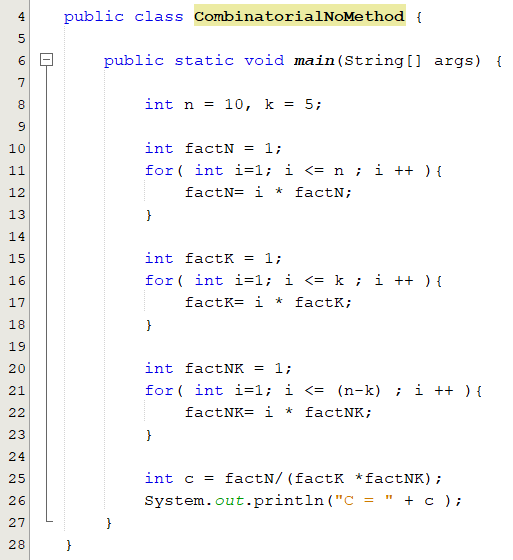 4 public class CombinatorialNoMethod {
5
6 public static void main(String[] args) {
7
8 int n = 10, k = 5;
9
10 int factN = 1;
11 for( int i=1; i <= n ; i ++ ){
12 factN= i * factN;
13 }
14
15 int factK = 1;
16 for( int i=1; i <= k ; i ++ ){
17 factK= i * factK;
18 }
19
20 int factNK = 1;
21 for( int i=1; i <= (n-k) ; i ++ ){
22 factNK= i * factNK;
23 }
24
25 int c = factN/(factK *factNK);
26 System.out.println("C = " + c );
27 }
28 }